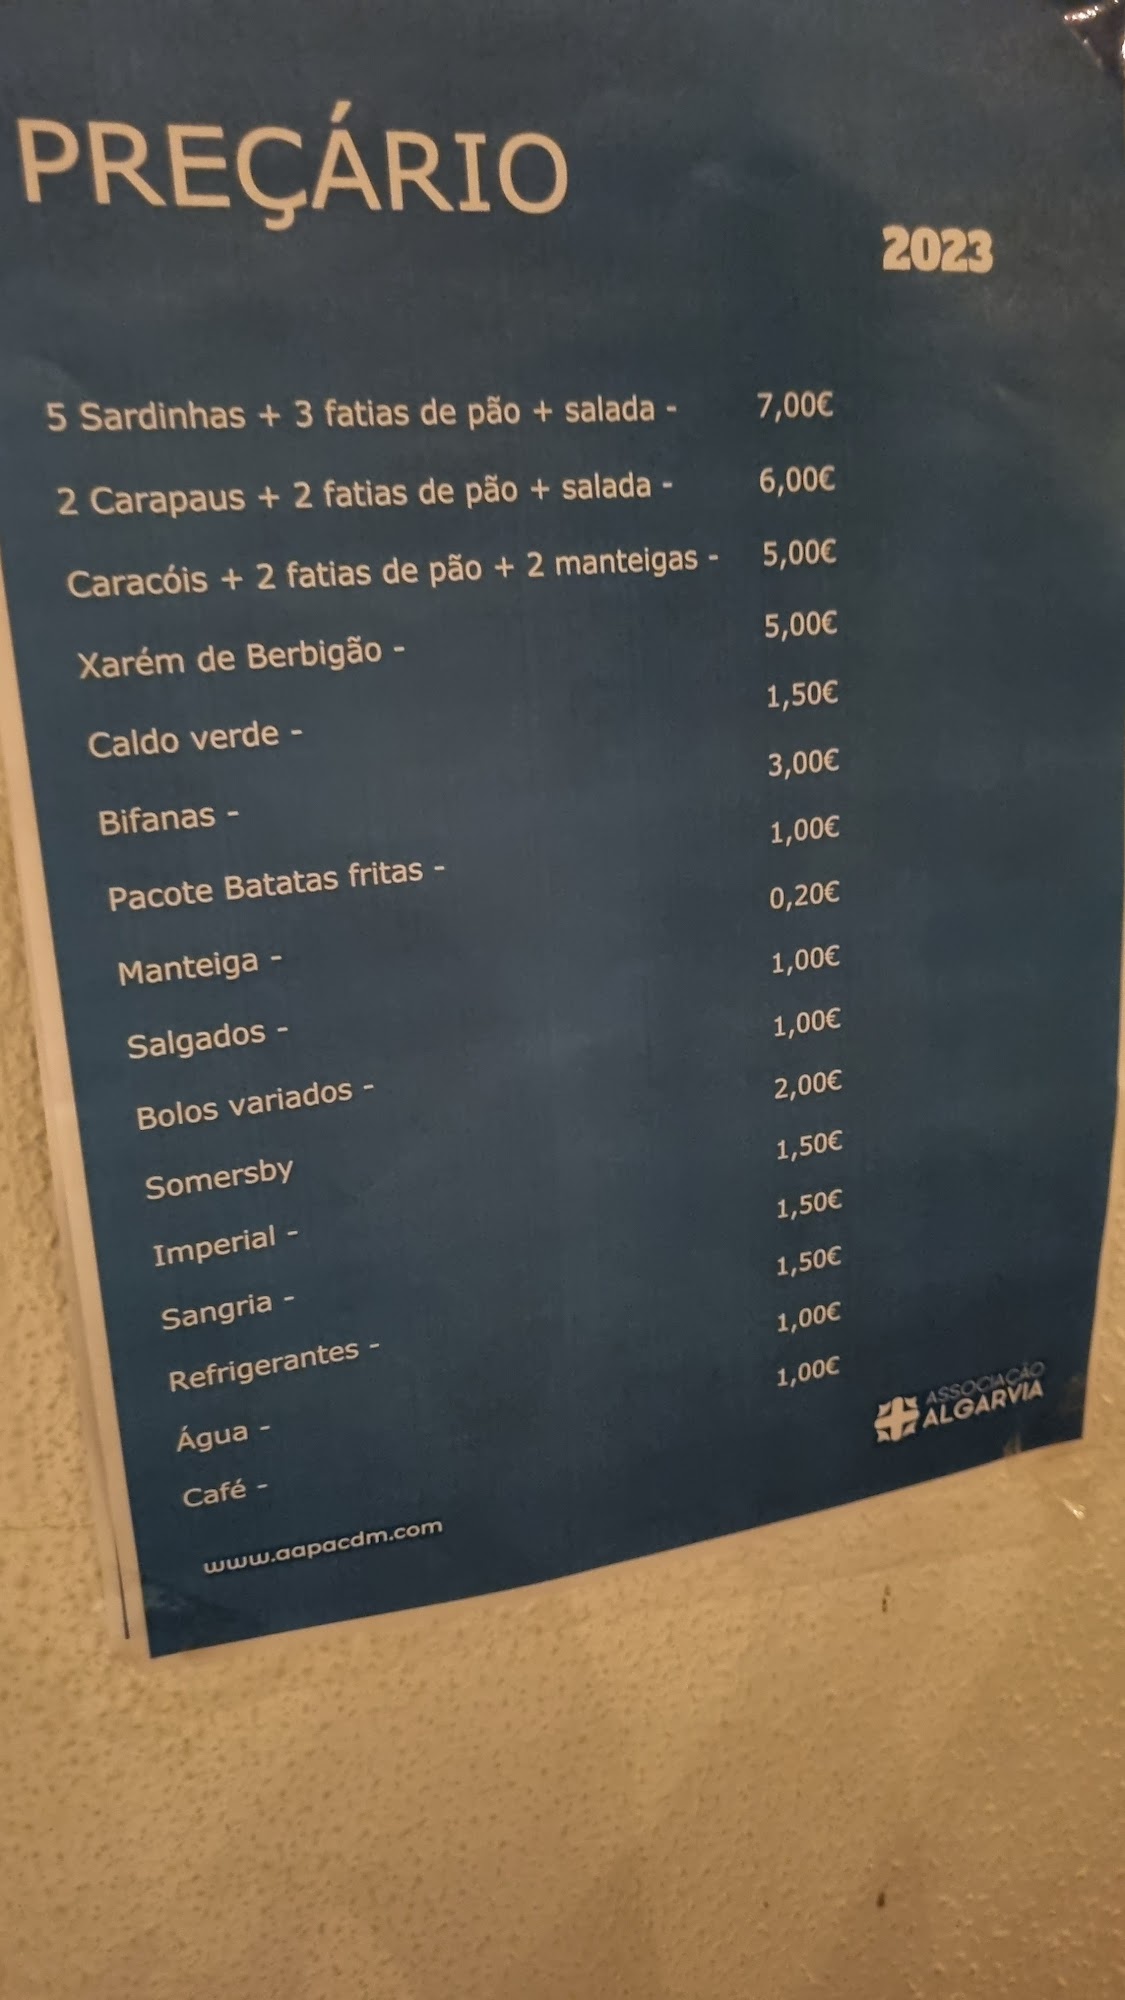 PREÇÁRIO
2023
5 Sardinhas + 3 fatias de pão + salada - 7,00€
2 Carapaus + 2 fatias de pão + salada - 6,00€
Caracóis + 2 fatias de pão + 2 manteigas - 5,00€
Xarém de Berbigão - 5,00€
Caldo verde - 1,50€
Bifanas - 3,00€
Pacote Batatas fritas - 1,00€
Manteiga - 0,20€
Salgados - 1,00€
Bolos variados - 1,00€
Somersby 2,00€
Imperial - 1,50€
Sangria - 1,50€
Refrigerantes - 1,50€
Água - 1,00€
Café - 1,00€
ASSOCIAÇÃO
ALGARVIA
www.aapacdm.com